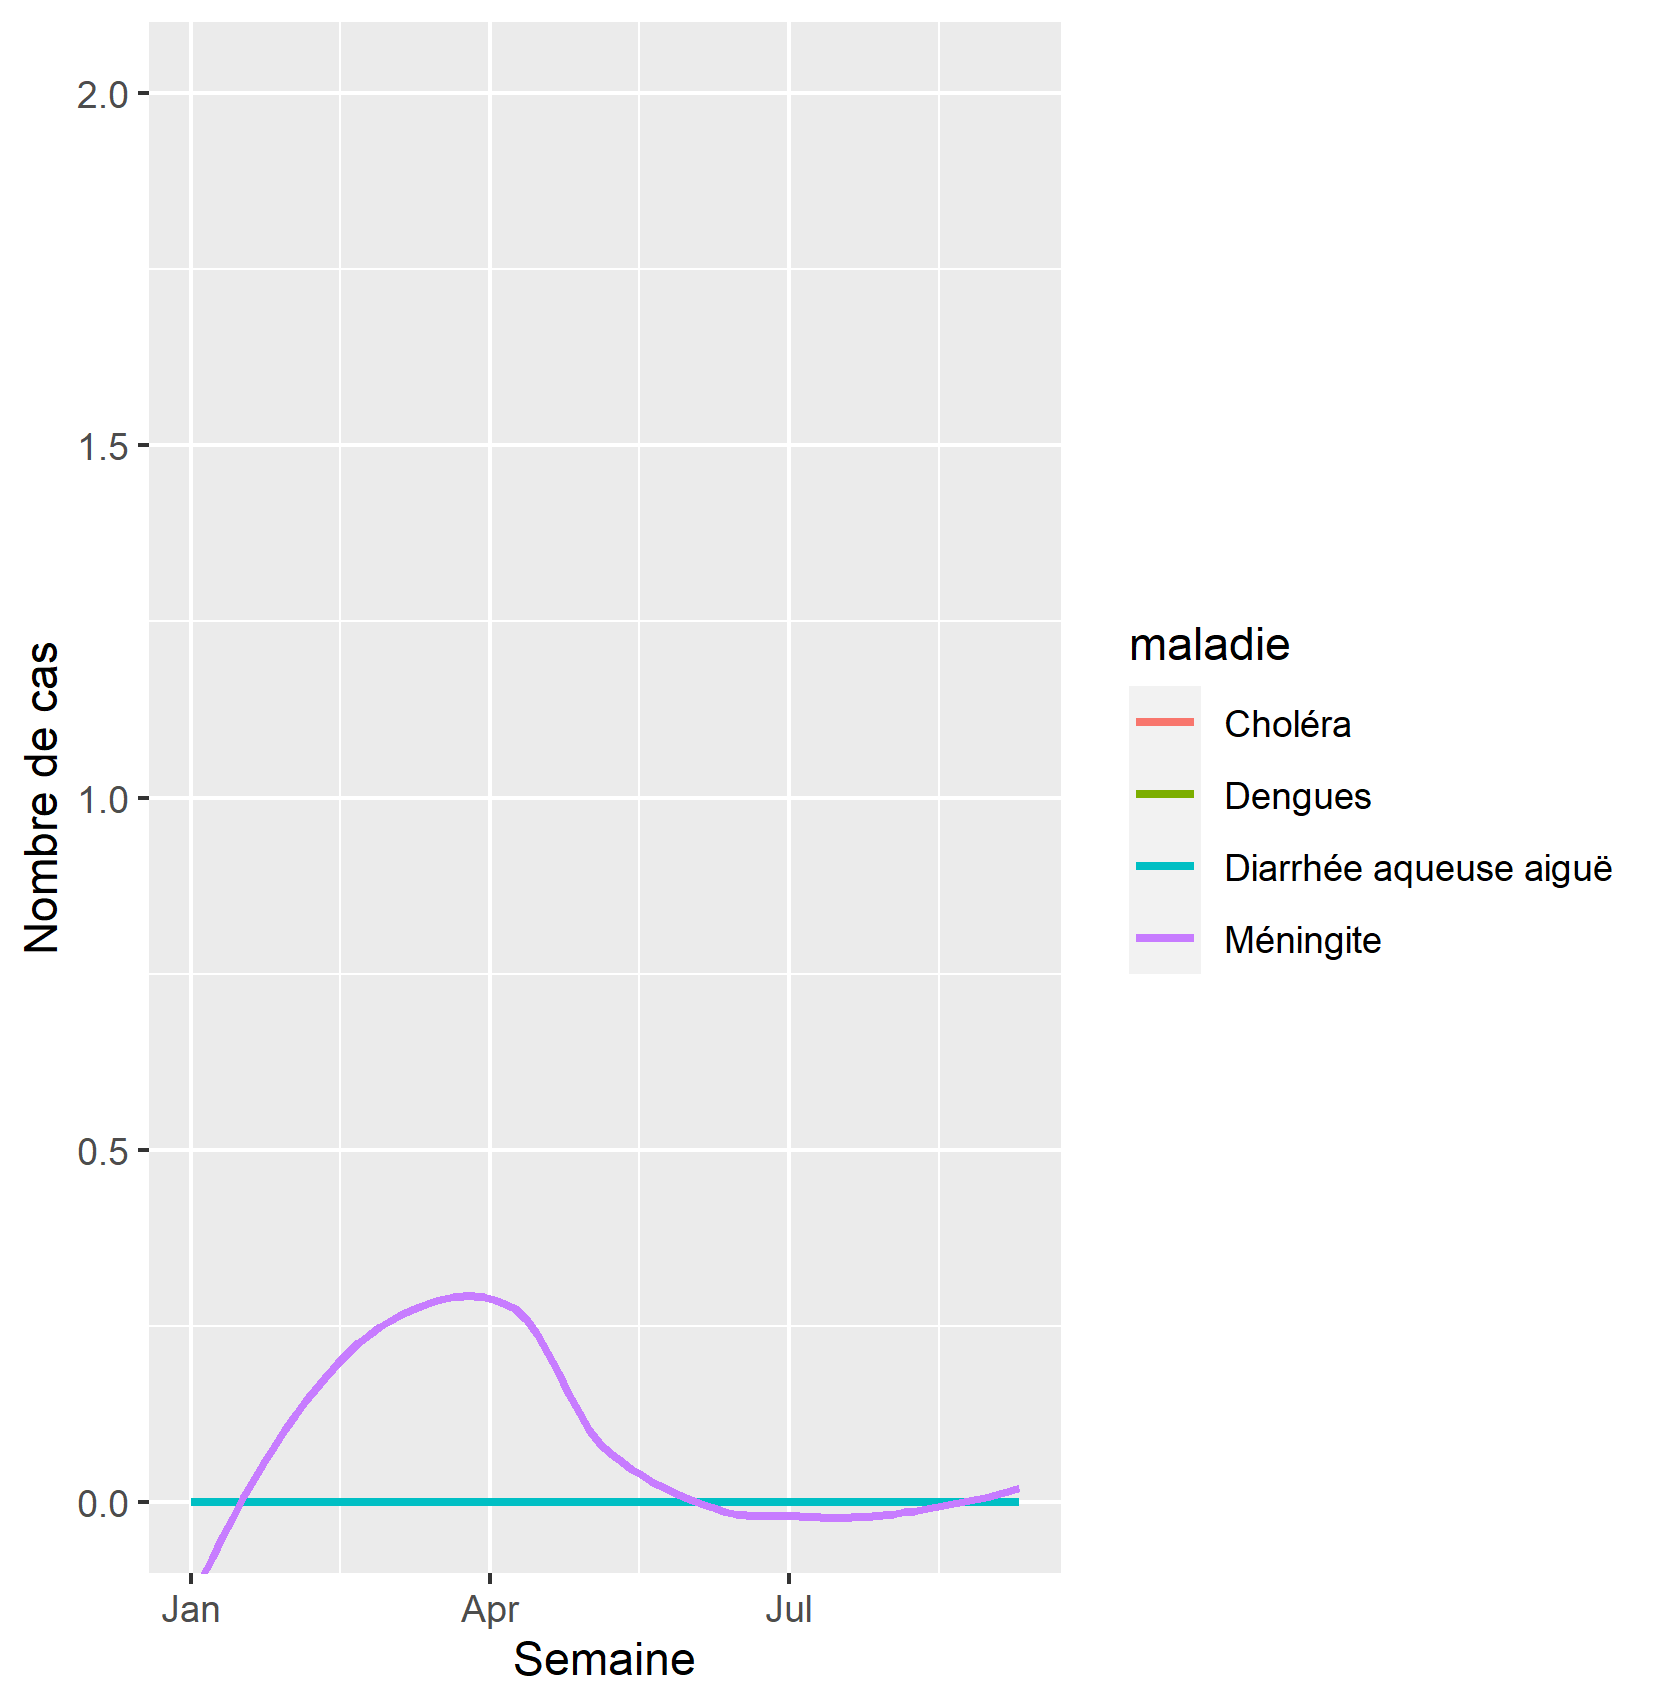 2.0
1.5
1.0
0.5
0.0
Nombre de cas
Jan Apr Jul
Semaine
maladie
Choléra
Dengues
Diarrhée aqueuse aiguë
Méningite